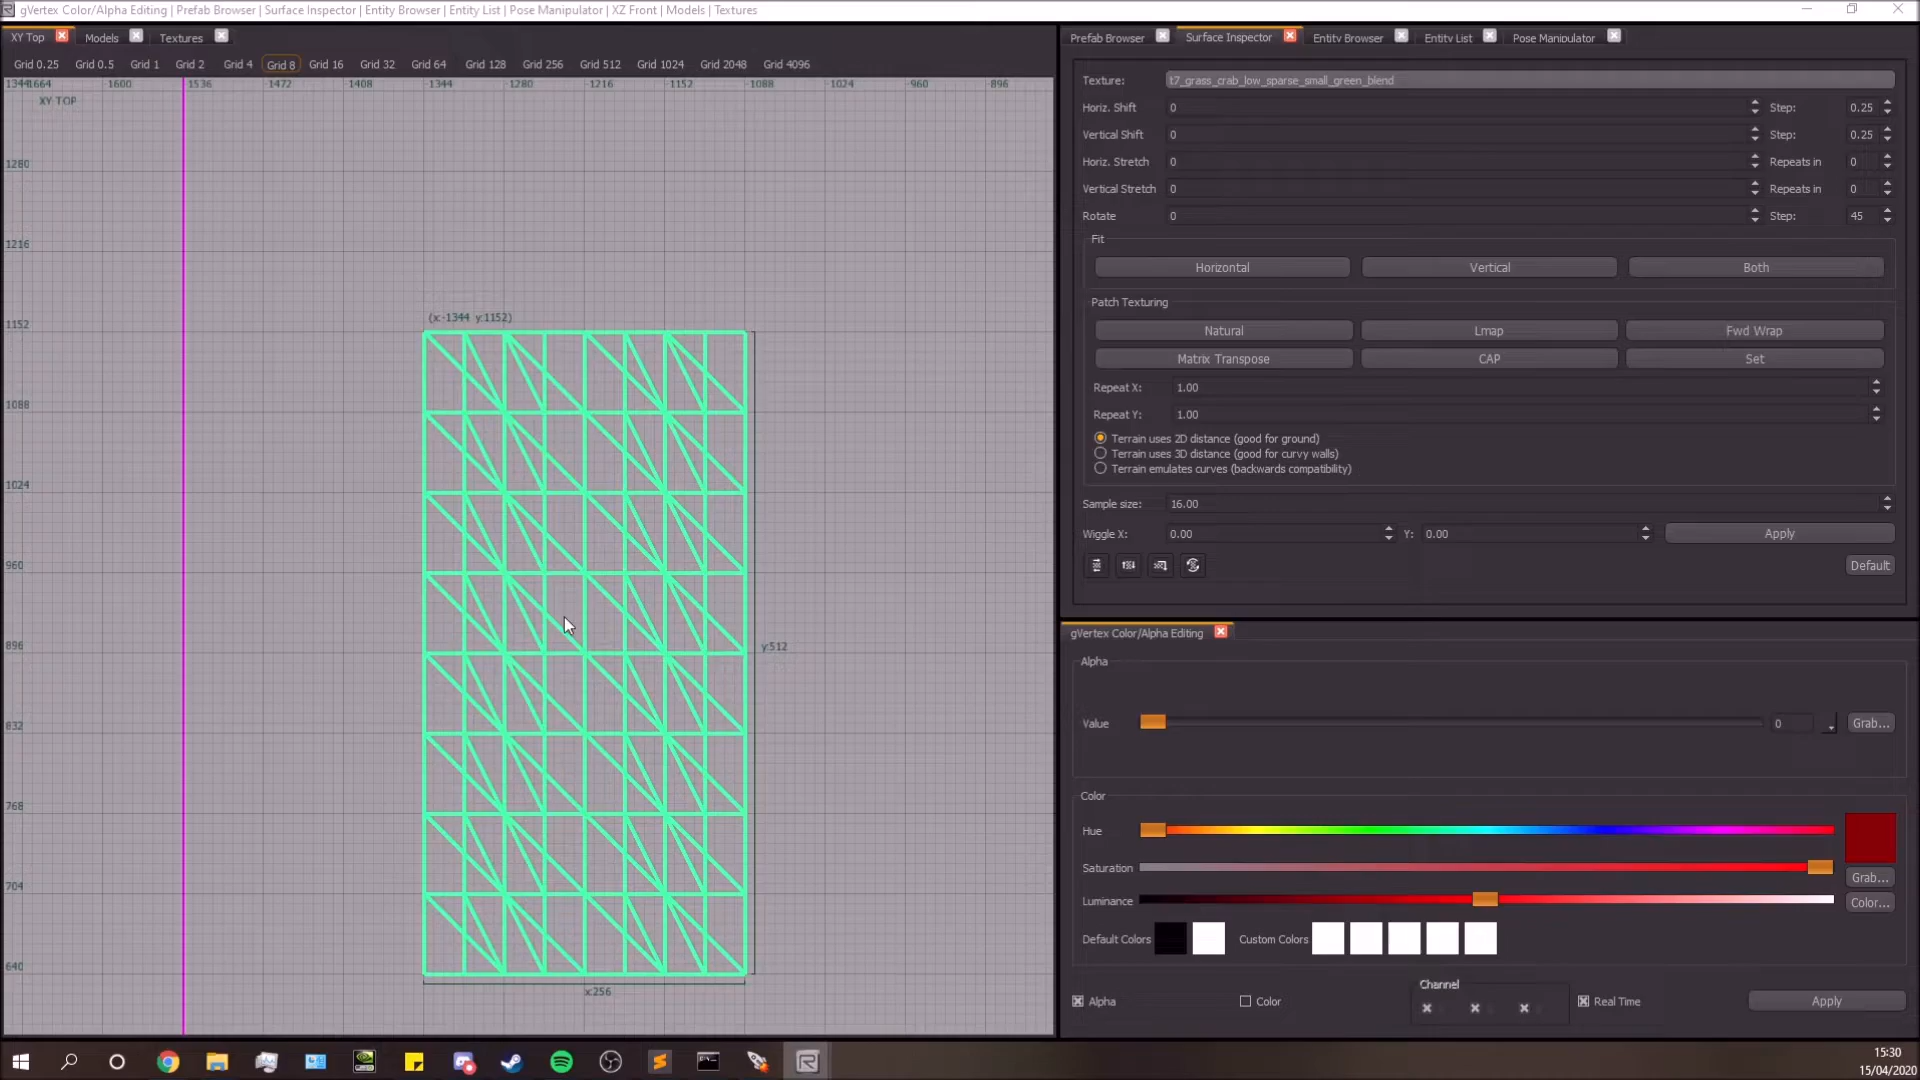 gVertex Color/Alpha Editing | Prefab Browser | Surface Inspector | Entity Browser | Entity List | Pose Manipulator | XZ Front | Models | Textures
XY Top
Models
Textures
Prefab Browser
Surface Inspector
Entity Browser
Entity List
Pose Manipulator
Grid 0.25 Grid 0.5 Grid 1 Grid 2 Grid 4 Grid 8 Grid 16 Grid 32 Grid 64 Grid 128 Grid 256 Grid 512 Grid 1024 Grid 2048 Grid 4096
-1600 -1536 -1472 -1408 -1344 -1280 -1216 -1152 -1088 -1024 -960 -896
XY TOP
1280
1216
1152
1088
1024
960
896
832
768
704
640
(x:-1344 y:1152)
y:512
x:256
Texture: t7_grass_crab_low_sparse_small_green_blend
Horiz. Shift 0 Step: 0.25
Vertical Shift 0 Step: 0.25
Horiz. Stretch 0 Repeats in 0
Vertical Stretch 0 Repeats in 0
Rotate 0 Step: 45
Fit
Horizontal Vertical Both
Patch Texturing
Natural Lmap Fwd Wrap
Matrix Transpose CAP Set
Repeat X: 1.00
Repeat Y: 1.00
Terrain uses 2D distance (good for ground)
Terrain uses 3D distance (good for curvy walls)
Terrain emulates curves (backwards compatibility)
Sample size: 16.00
Wiggle X: 0.00 Y: 0.00 Apply
Default
gVertex Color/Alpha Editing
Alpha
Value 0 Grab...
Color
Hue
Saturation
Grab...
Luminance
Color...
Default Colors Custom Colors
Channel
Alpha Color Real Time Apply
15:30
15/04/2020